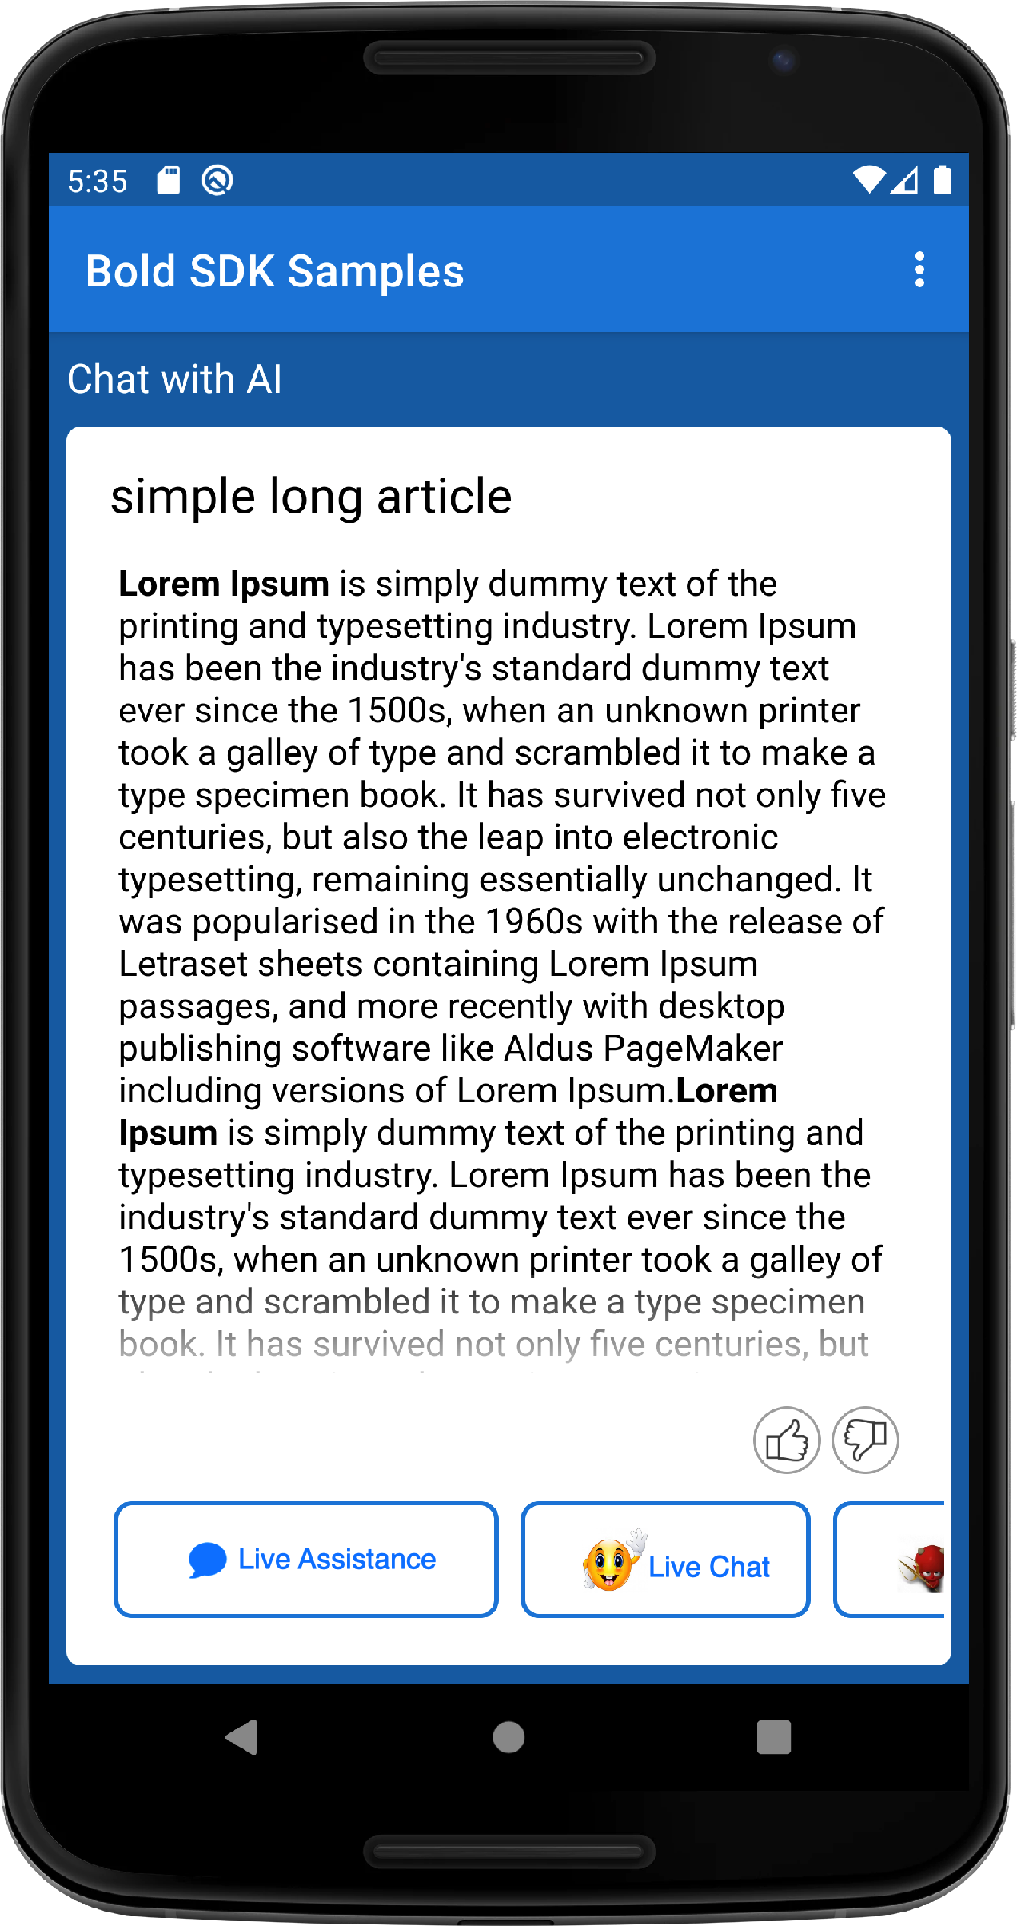 5:35
Bold SDK Samples
Chat with AI
simple long article
Lorem Ipsum is simply dummy text of the
printing and typesetting industry. Lorem Ipsum
has been the industry's standard dummy text
ever since the 1500s, when an unknown printer
took a galley of type and scrambled it to make a
type specimen book. It has survived not only five
centuries, but also the leap into electronic
typesetting, remaining essentially unchanged. It
was popularised in the 1960s with the release of
Letraset sheets containing Lorem Ipsum
passages, and more recently with desktop
publishing software like Aldus PageMaker
including versions of Lorem Ipsum.Lorem
Ipsum is simply dummy text of the printing and
typesetting industry. Lorem Ipsum has been the
industry's standard dummy text ever since the
1500s, when an unknown printer took a galley of
type and scrambled it to make a type specimen
book. It has survived not only five centuries, but
Live Assistance
Live Chat